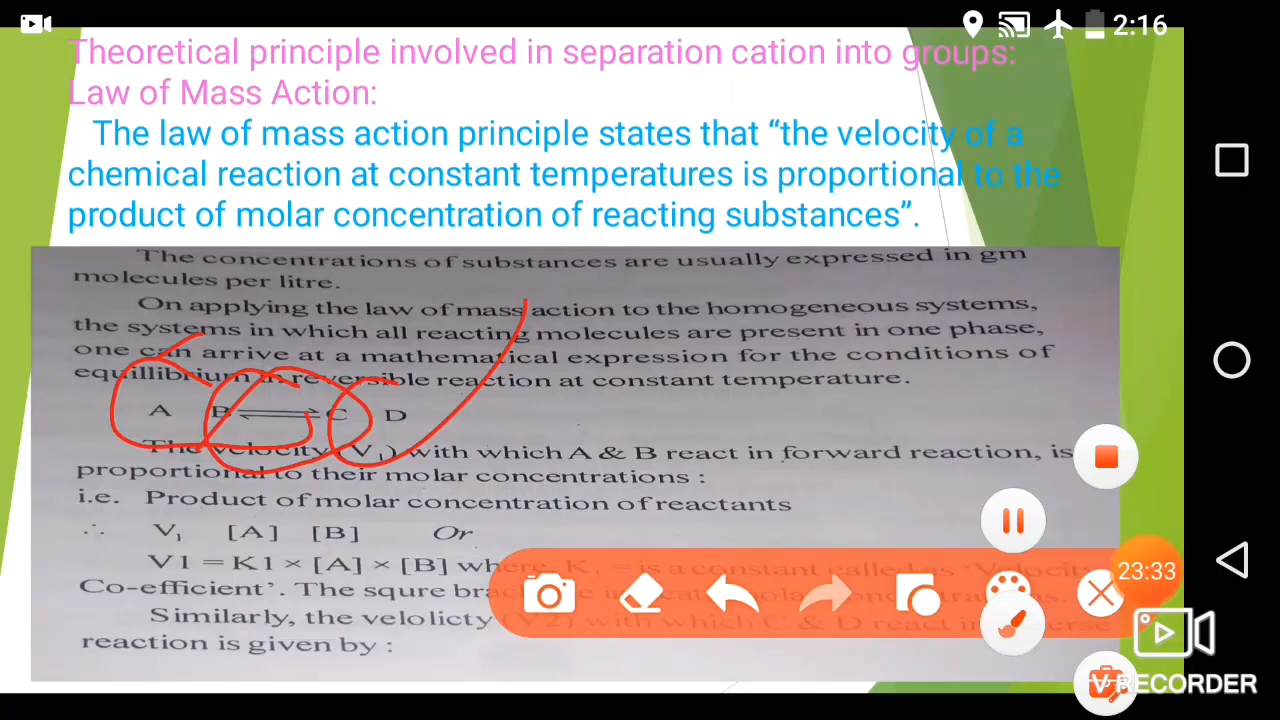 2:16
Theoretical principle involved in separation cation into groups:
Law of Mass Action:
The law of mass action principle states that “the velocity of a
chemical reaction at constant temperatures is proportional to the
product of molar concentration of reacting substances”.
The concentrations of substances are usually expressed in gm
molecules per litre.
On applying the law of mass action to the homogeneous systems,
the systems in which all reacting molecules are present in one phase,
one can arrive at a mathematical expression for the conditions of
equillibrium in reversible reaction at constant temperature.
A B ⇌ C D
The velocity (V₁) with which A & B react in forward reaction, is
proportional to their molar concentrations :
i.e. Product of molar concentration of reactants
∴ V₁ [A] [B] Or
V1 = K1 × [A] × [B] where K₁ = is a constant called as 'Velocity
Co-efficient'. The squre
Similarly, the velolicty (V2) with which C & D react in
reaction is given by :
23:33
V RECORDER